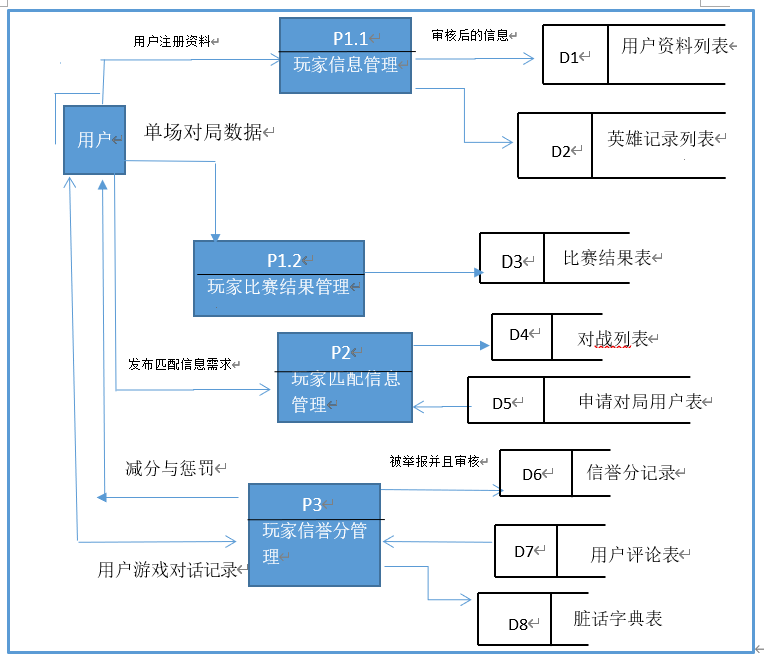 用户注册资料
P1.1
玩家信息管理
审核后的信息
D1
用户资料列表
用户
单场对局数据
D2
英雄记录列表
P1.2
玩家比赛结果管理
D3
比赛结果表
P2
玩家匹配信息
管理
发布匹配信息需求
D4
对战列表
D5
申请对局用户表
减分与惩罚
被举报并且审核
D6
信誉分记录
P3
玩家信誉分管
理
用户游戏对话记录
D7
用户评论表
D8
脏话字典表